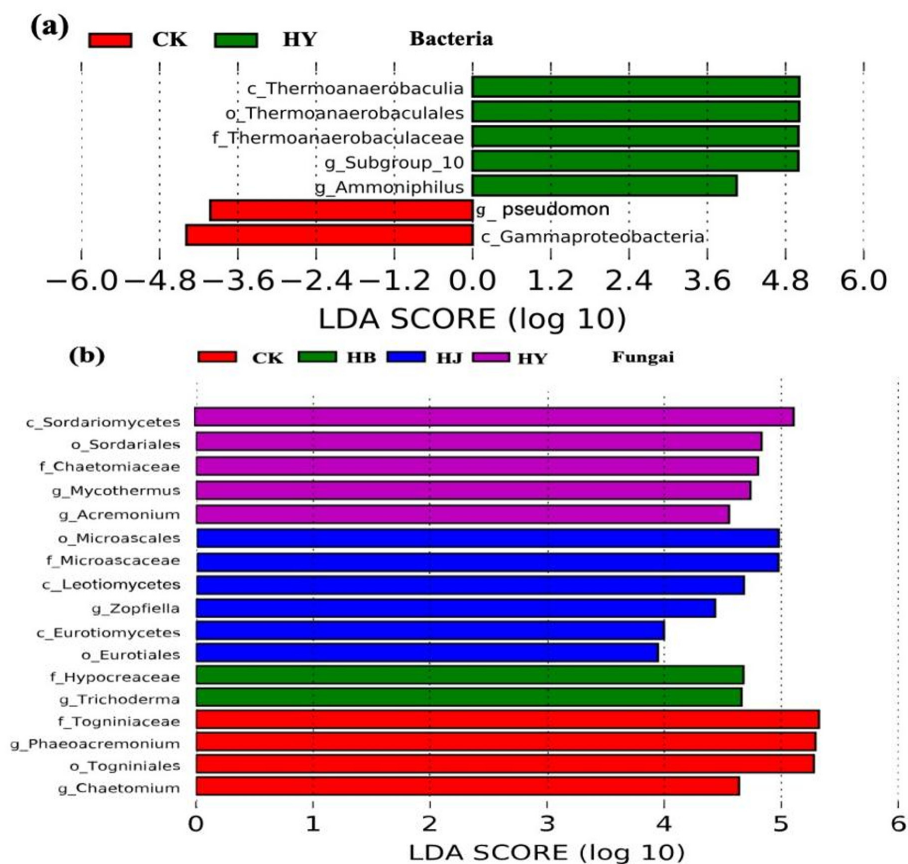 (a) CK HY Bacteria
c_Thermoanaerobaculia
o_Thermoanaerobaculales
f_Thermoanaerobaculaceae
g_Subgroup_10
g_Ammoniphilus
g_ pseudomon
c_Gammaproteobacteria
−6.0 −4.8 −3.6 −2.4 −1.2 0.0 1.2 2.4 3.6 4.8 6.0
LDA SCORE (log 10)
(b) CK HB HJ HY Fungai
c_Sordariomycetes
o_Sordariales
f_Chaetomiaceae
g_Mycothermus
g_Acremonium
o_Microascales
f_Microascaceae
c_Leotiomycetes
g_Zopfiella
c_Eurotiomycetes
o_Eurotiales
f_Hypocreaceae
g_Trichoderma
f_Togniniaceae
g_Phaeoacremonium
o_Togniniales
g_Chaetomium
0 1 2 3 4 5 6
LDA SCORE (log 10)